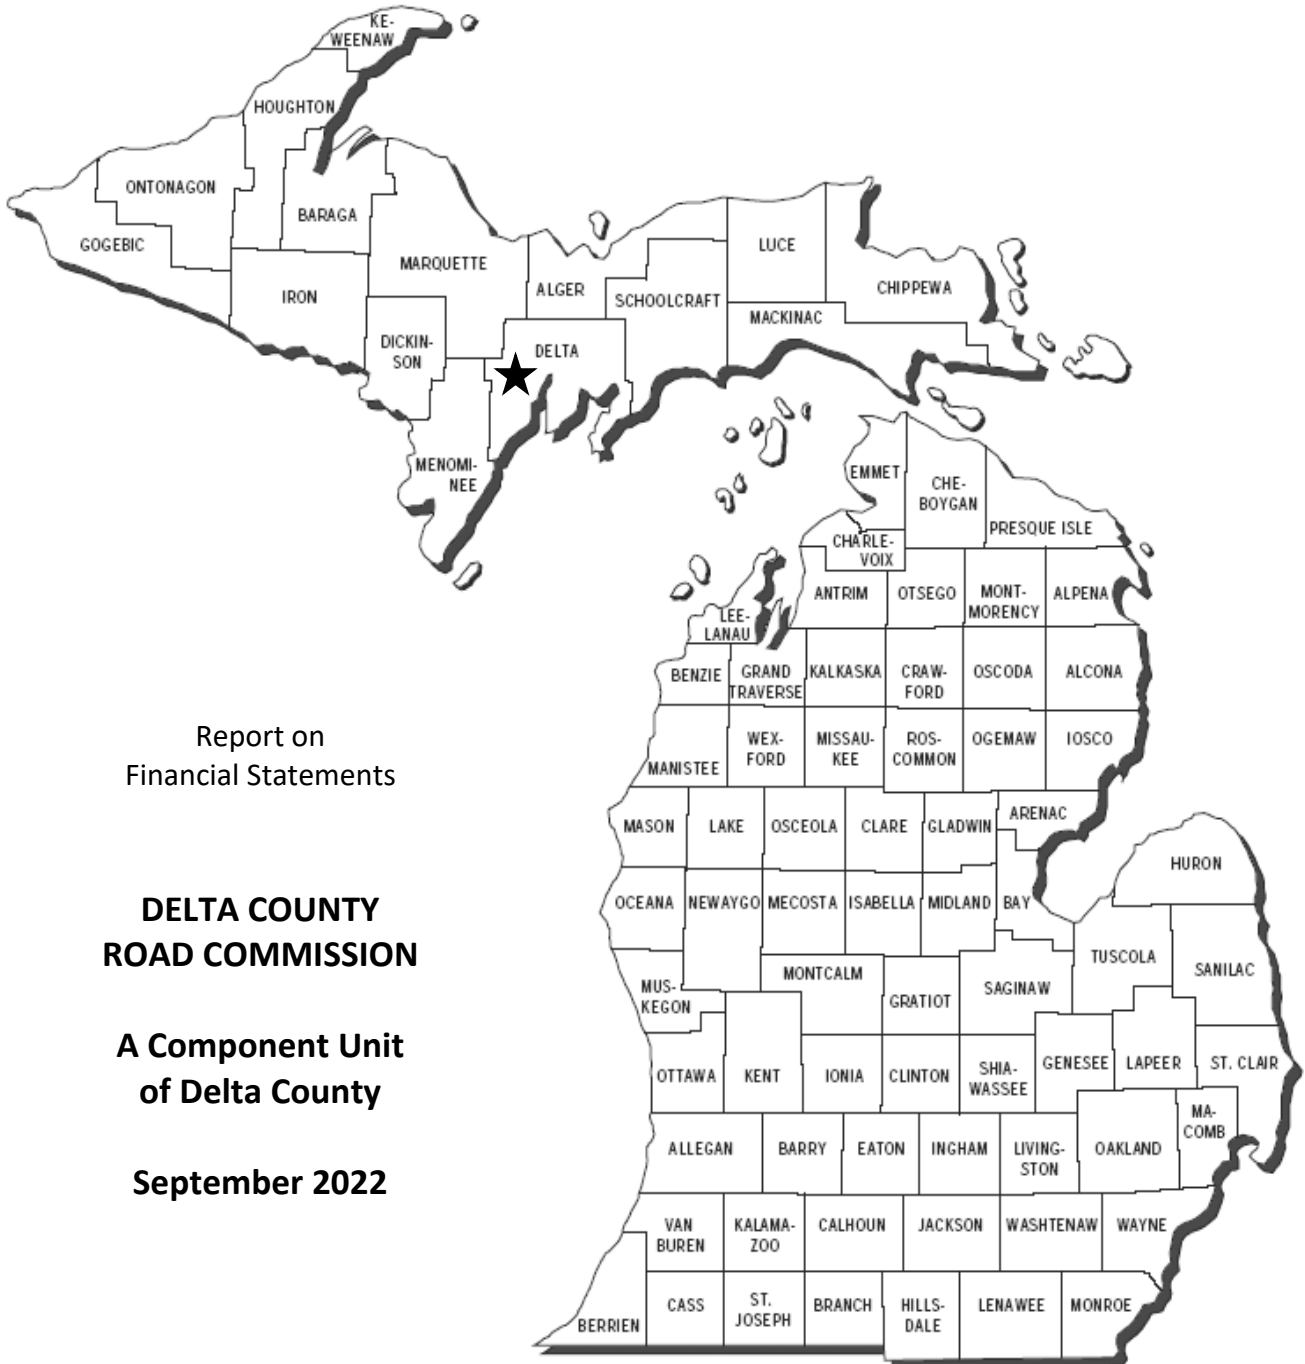 KE-
WEENAW
HOUGHTON
ONTONAGON
BARAGA
GOGEBIC
MARQUETTE
LUCE
IRON
ALGER
SCHOOLCRAFT
CHIPPEWA
MACKINAC
DICKIN-
SON
DELTA
MENOMI-
NEE
EMMET
CHE-
BOYGAN
PRESQUE ISLE
CHARLE-
VOIX
ANTRIM
OTSEGO
MONT-
MORENCY
ALPENA
LEE-
LANAU
BENZIE
GRAND
TRAVERSE
KALKASKA
CRAW-
FORD
OSCODA
ALCONA
Report on
Financial Statements
MANISTEE
WEX-
FORD
MISSAU-
KEE
ROS-
COMMON
OGEMAW
IOSCO
MASON
LAKE
OSCEOLA
CLARE
GLADWIN
ARENAC
HURON
DELTA COUNTY
ROAD COMMISSION
OCEANA
NEWAYGO
MECOSTA
ISABELLA
MIDLAND
BAY
TUSCOLA
SANILAC
MUS-
KEGON
MONTCALM
GRATIOT
SAGINAW
A Component Unit
of Delta County
OTTAWA
KENT
IONIA
CLINTON
SHIA-
WASSEE
GENESEE
LAPEER
ST. CLAIR
ALLEGAN
BARRY
EATON
INGHAM
LIVING-
STON
OAKLAND
MA-
COMB
September 2022
VAN
BUREN
KALAMA-
ZOO
CALHOUN
JACKSON
WASHTENAW
WAYNE
BERRIEN
CASS
ST.
JOSEPH
BRANCH
HILLS-
DALE
LENAWEE
MONROE